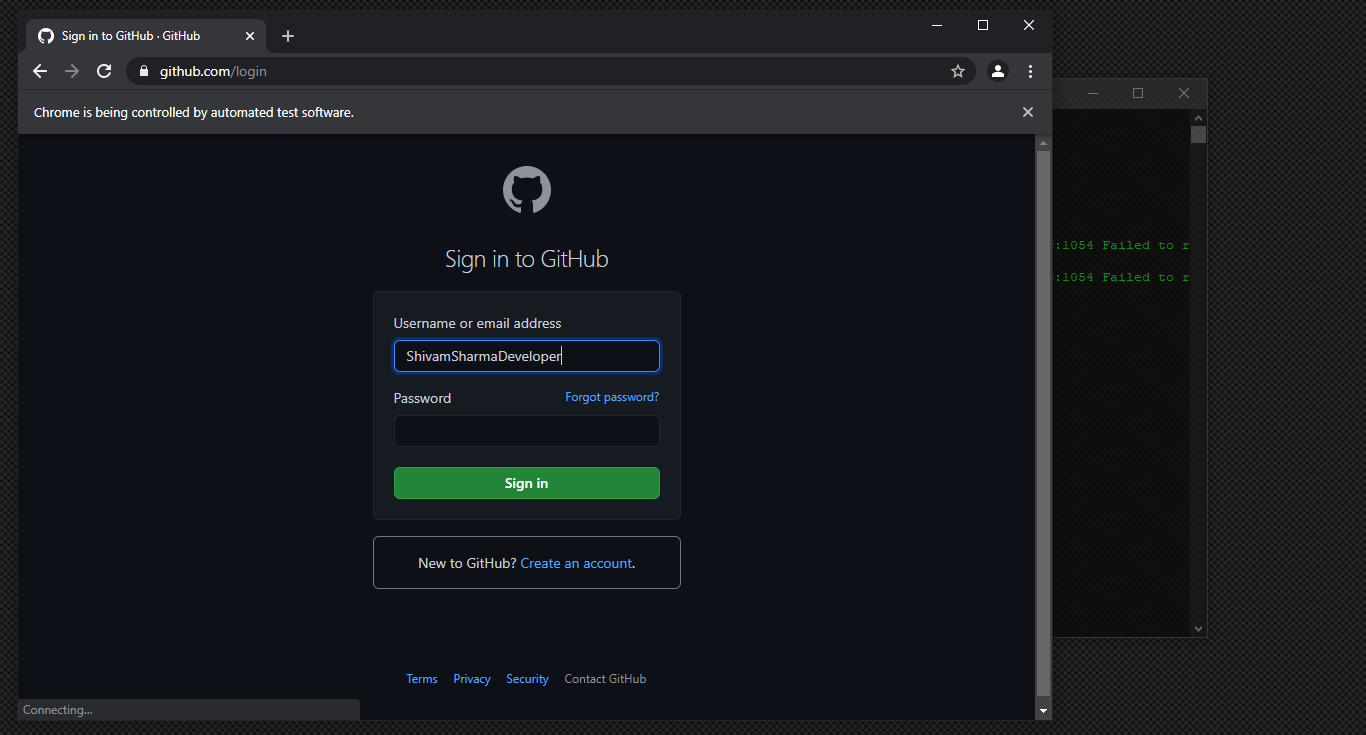 Sign in to GitHub · GitHub
github.com/login
Chrome is being controlled by automated test software.
:1054 Failed to r
:1054 Failed to r
Sign in to GitHub
Username or email address
ShivamSharmaDeveloper
Password Forgot password?
Sign in
New to GitHub? Create an account.
Terms Privacy Security Contact GitHub
Connecting...